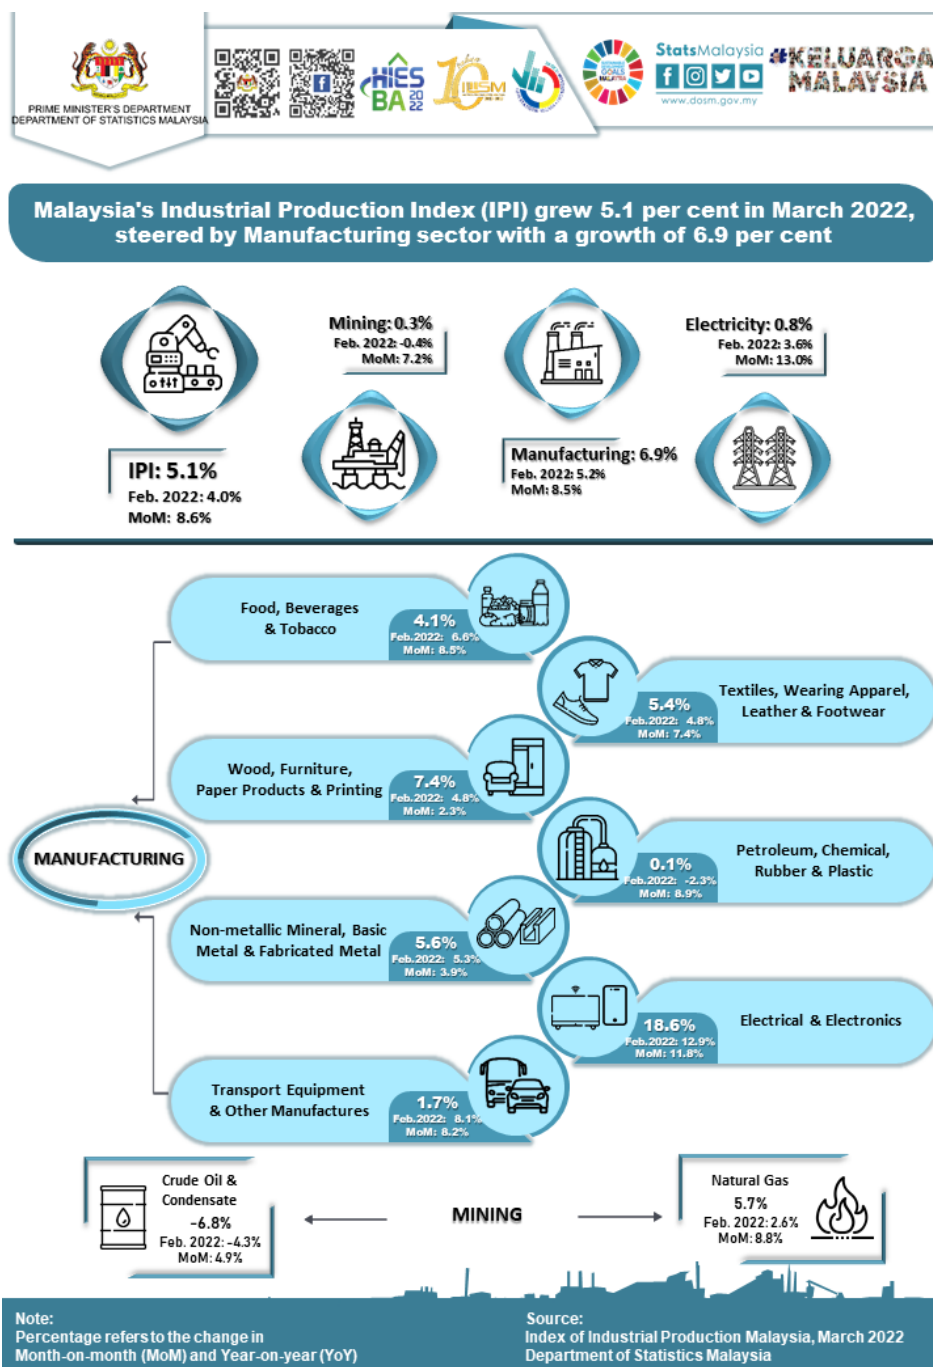 PRIME MINISTER'S DEPARTMENT
DEPARTMENT OF STATISTICS MALAYSIA
HIES
BA
20
22
10
DOSM
SUSTAINABLE
DEVELOPMENT
GOALS
MALAYSIA
StatsMalaysia
www.dosm.gov.my
#KELUARGA
MALAYSIA
Malaysia's Industrial Production Index (IPI) grew 5.1 per cent in March 2022,
steered by Manufacturing sector with a growth of 6.9 per cent
IPI: 5.1%
Feb. 2022: 4.0%
MoM: 8.6%
Mining: 0.3%
Feb. 2022: -0.4%
MoM: 7.2%
Manufacturing: 6.9%
Feb. 2022: 5.2%
MoM: 8.5%
Electricity: 0.8%
Feb. 2022: 3.6%
MoM: 13.0%
MANUFACTURING
Food, Beverages
& Tobacco
4.1%
Feb.2022: 6.6%
MoM: 8.5%
Textiles, Wearing Apparel,
Leather & Footwear
5.4%
Feb.2022: 4.8%
MoM: 7.4%
Wood, Furniture,
Paper Products & Printing
7.4%
Feb.2022: 4.8%
MoM: 2.3%
Petroleum, Chemical,
Rubber & Plastic
0.1%
Feb.2022: -2.3%
MoM: 8.9%
Non-metallic Mineral, Basic
Metal & Fabricated Metal
5.6%
Feb.2022: 5.3%
MoM: 3.9%
Electrical & Electronics
18.6%
Feb.2022: 12.9%
MoM: 11.8%
Transport Equipment
& Other Manufactures
1.7%
Feb.2022: 8.1%
MoM: 8.2%
MINING
Crude Oil &
Condensate
-6.8%
Feb. 2022: -4.3%
MoM: 4.9%
Natural Gas
5.7%
Feb. 2022: 2.6%
MoM: 8.8%
Note:
Percentage refers to the change in
Month-on-month (MoM) and Year-on-year (YoY)
Source:
Index of Industrial Production Malaysia, March 2022
Department of Statistics Malaysia